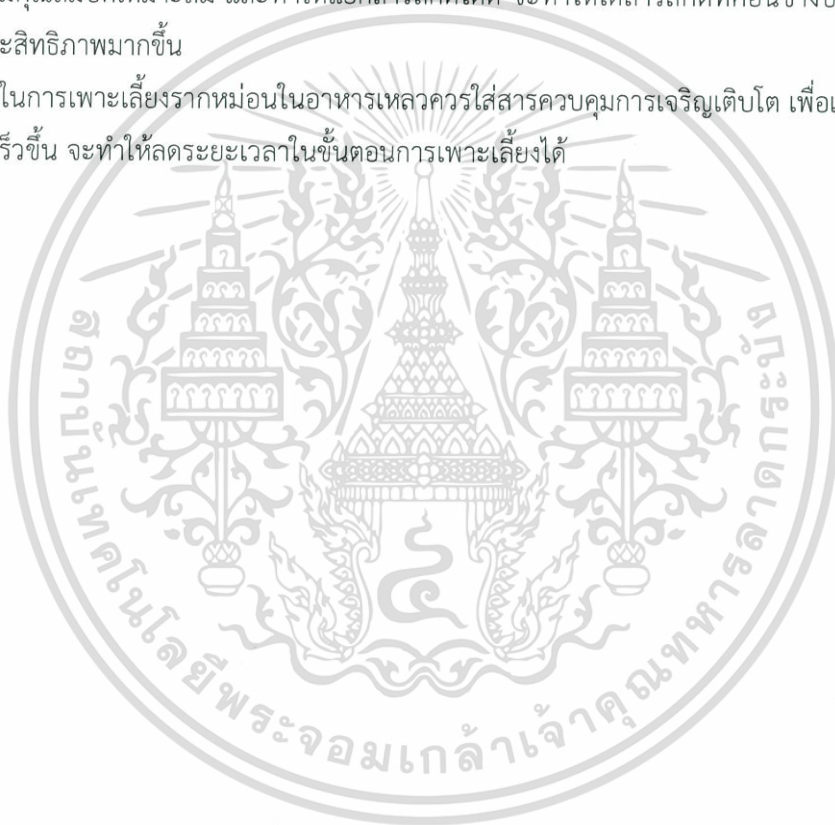 ะสิทธิภาพมากขึ้น
ในการเพาะเลี้ยงรากหม่อนในอาหารเหลวควรใส่สารควบคุมการเจริญเติบโต เพื่อเ
ร็วขึ้น จะทำให้ลดระยะเวลาในขั้นตอนการเพาะเลี้ยงได้
๔
สถาบันเทคโนโลยีพระจอมเกล้าเจ้าคุณทหารลาดกระบัง